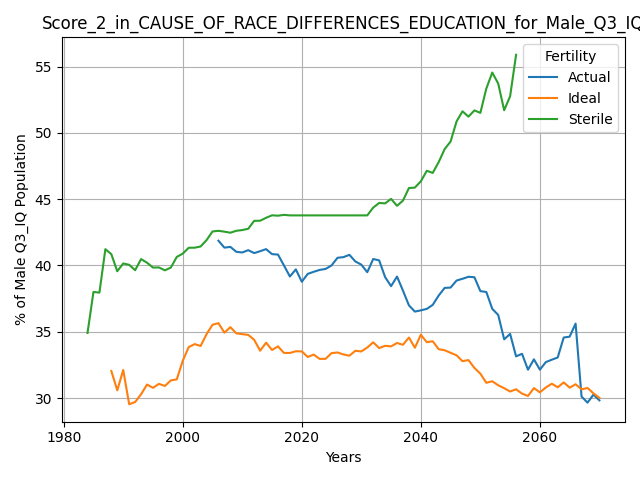 Score_2_in_CAUSE_OF_RACE_DIFFERENCES_EDUCATION_for_Male_Q3_IQ
Fertility
Actual
Ideal
Sterile
% of Male Q3_IQ Population
55
50
45
40
35
30
1980 2000 2020 2040 2060
Years